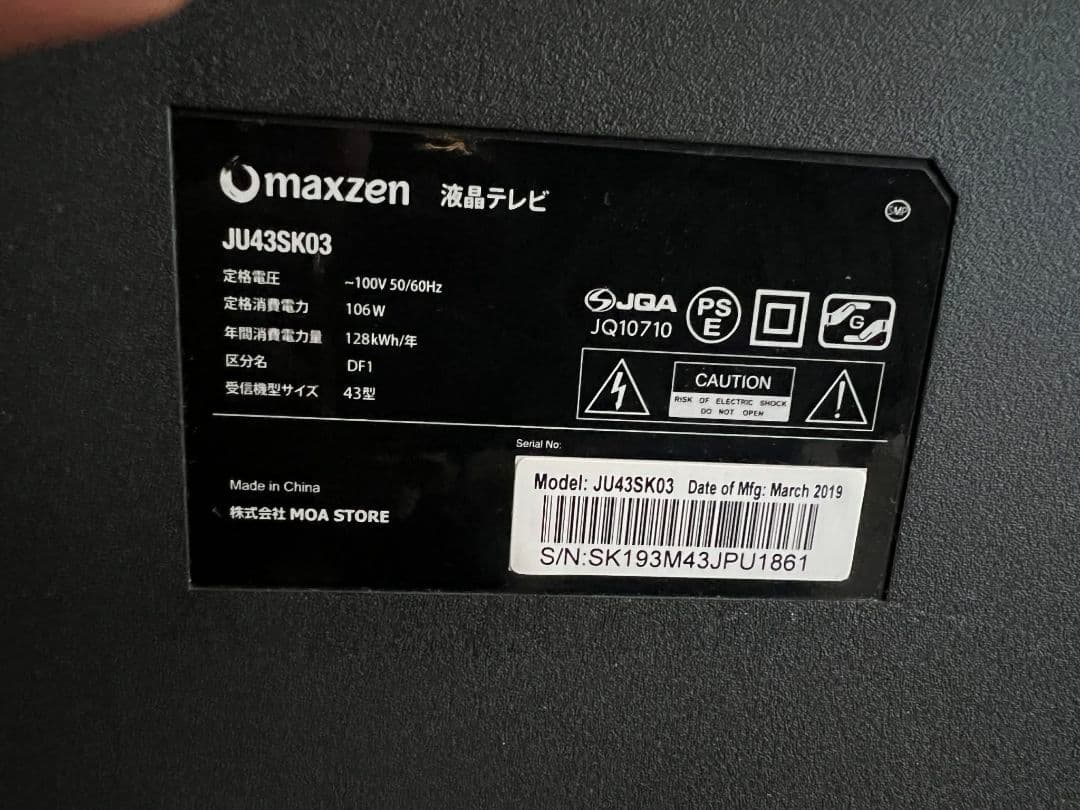 maxzen 液晶テレビ
SMP
JU43SK03
定格電圧 ~100V 50/60Hz
定格消費電力 106W
年間消費電力量 128kWh/年
区分名 DF1
受信機型サイズ 43型
JQA
JQ10710
PS
E
G
CAUTION
RISK OF ELECTRIC SHOCK
DO NOT OPEN
Serial No:
Made in China
株式会社 MOA STORE
Model: JU43SK03 Date of Mfg: March 2019
S/N:SK193M43JPU1861